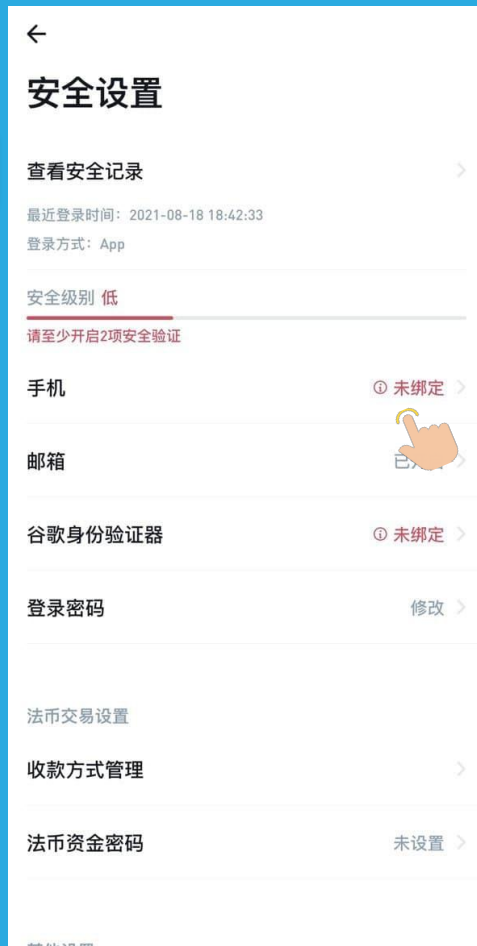 安全设置
查看安全记录
最近登录时间：2021-08-18 18:42:33
登录方式：App
安全级别 低
请至少开启2项安全验证
手机 未绑定
邮箱
谷歌身份验证器 未绑定
登录密码 修改
法币交易设置
收款方式管理
法币资金密码 未设置